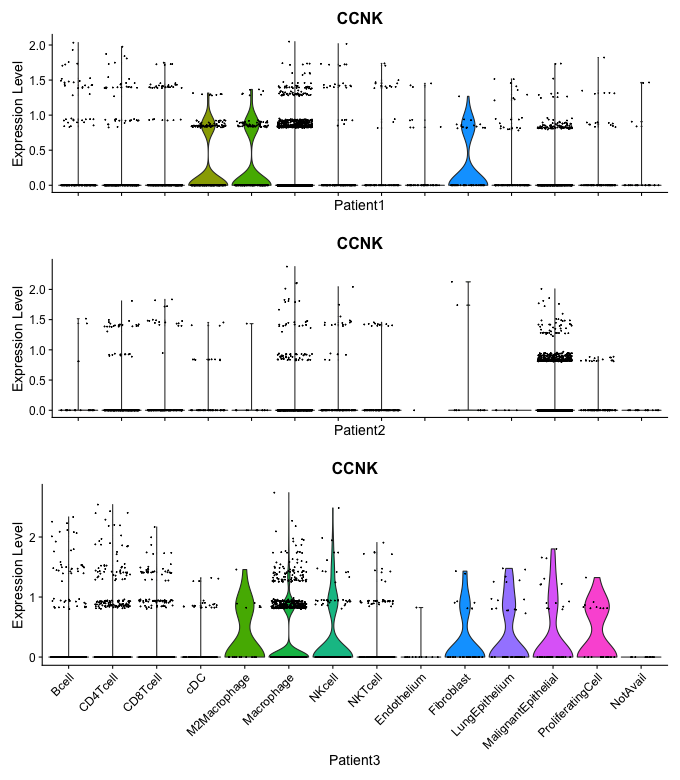 CCNK
Expression Level
2.0
1.5
1.0
0.5
0.0
Patient1
CCNK
Expression Level
2.0
1.5
1.0
0.5
0.0
Patient2
CCNK
Expression Level
2
1
0
Bcell
CD4Tcell
CD8Tcell
cDC
M2Macrophage
Macrophage
NKcell
NKTcell
Endothelium
Fibroblast
LungEpithelium
MalignantEpithelial
ProliferatingCell
NotAvail
Patient3